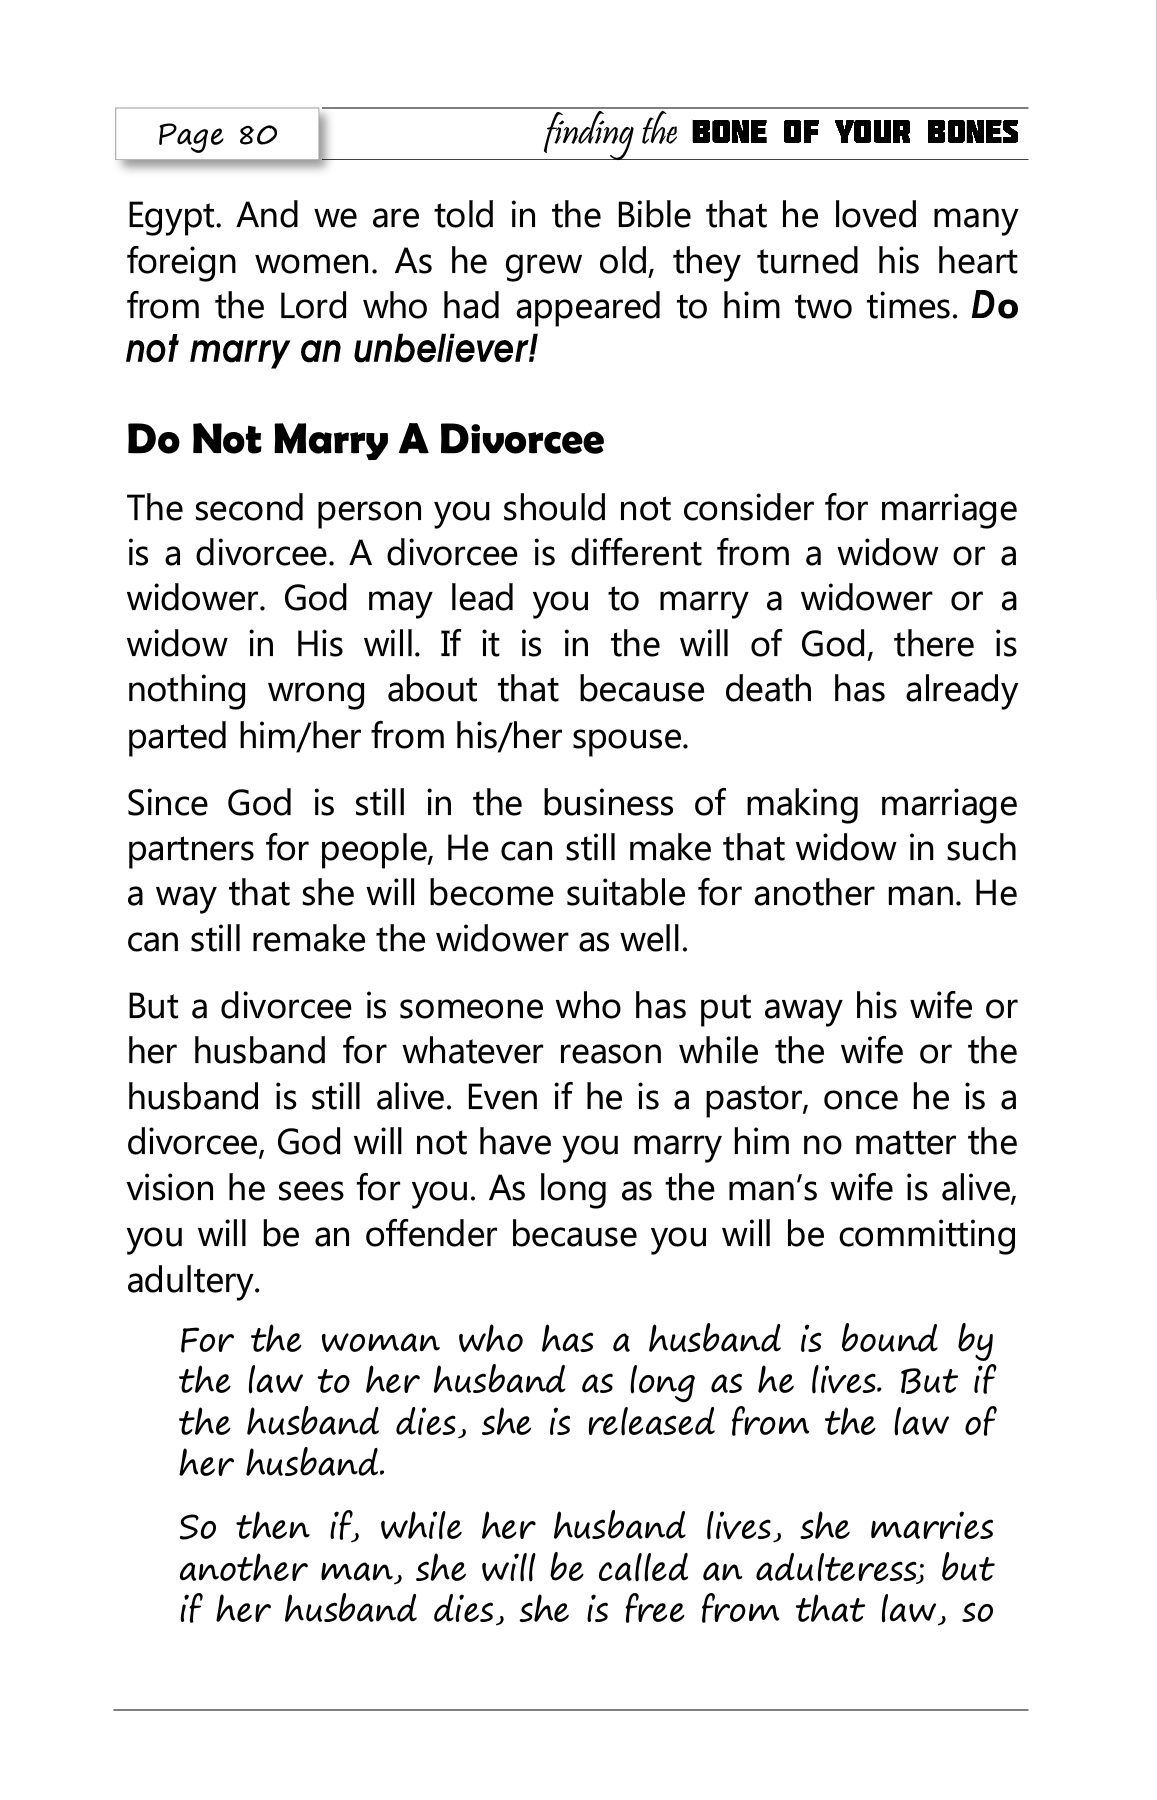 Page 80
finding the BONE OF YOUR BONES
Egypt. And we are told in the Bible that he loved many
foreign women. As he grew old, they turned his heart
from the Lord who had appeared to him two times. Do
not marry an unbeliever!
Do Not Marry A Divorcee
The second person you should not consider for marriage
is a divorcee. A divorcee is different from a widow or a
widower. God may lead you to marry a widower or a
widow in His will. If it is in the will of God, there is
nothing wrong about that because death has already
parted him/her from his/her spouse.
Since God is still in the business of making marriage
partners for people, He can still make that widow in such
a way that she will become suitable for another man. He
can still remake the widower as well.
But a divorcee is someone who has put away his wife or
her husband for whatever reason while the wife or the
husband is still alive. Even if he is a pastor, once he is a
divorcee, God will not have you marry him no matter the
vision he sees for you. As long as the man’s wife is alive,
you will be an offender because you will be committing
adultery.
For the woman who has a husband is bound by
the law to her husband as long as he lives. But if
the husband dies, she is released from the law of
her husband.
So then if, while her husband lives, she marries
another man, she will be called an adulteress; but
if her husband dies, she is free from that law, so